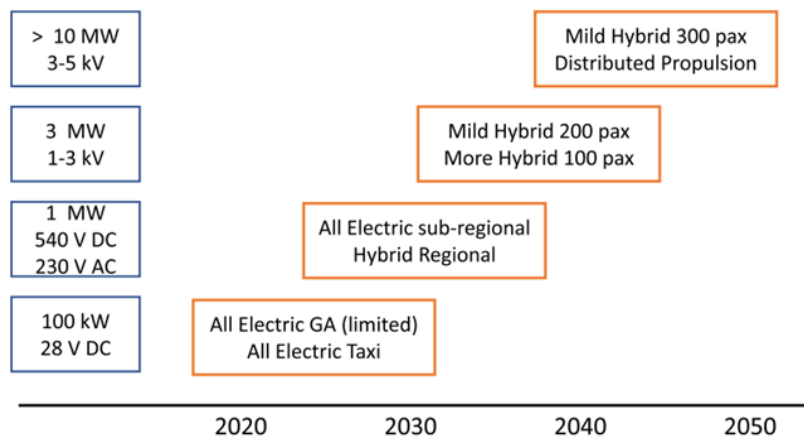 > 10 MW
3-5 kV
Mild Hybrid 300 pax
Distributed Propulsion
3 MW
1-3 kV
Mild Hybrid 200 pax
More Hybrid 100 pax
1 MW
540 V DC
230 V AC
All Electric sub-regional
Hybrid Regional
100 kW
28 V DC
All Electric GA (limited)
All Electric Taxi
2020 2030 2040 2050